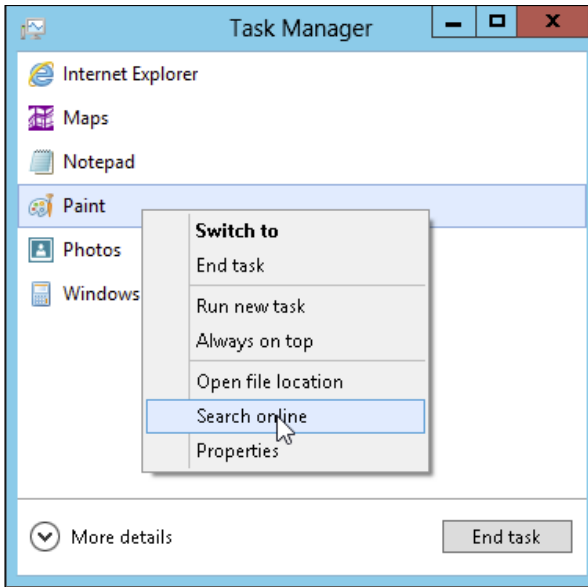 Task Manager
Internet Explorer
Maps
Notepad
Paint
Switch to
Photos
End task
Windows
Run new task
Always on top
Open file location
Search online
Properties
More details
End task